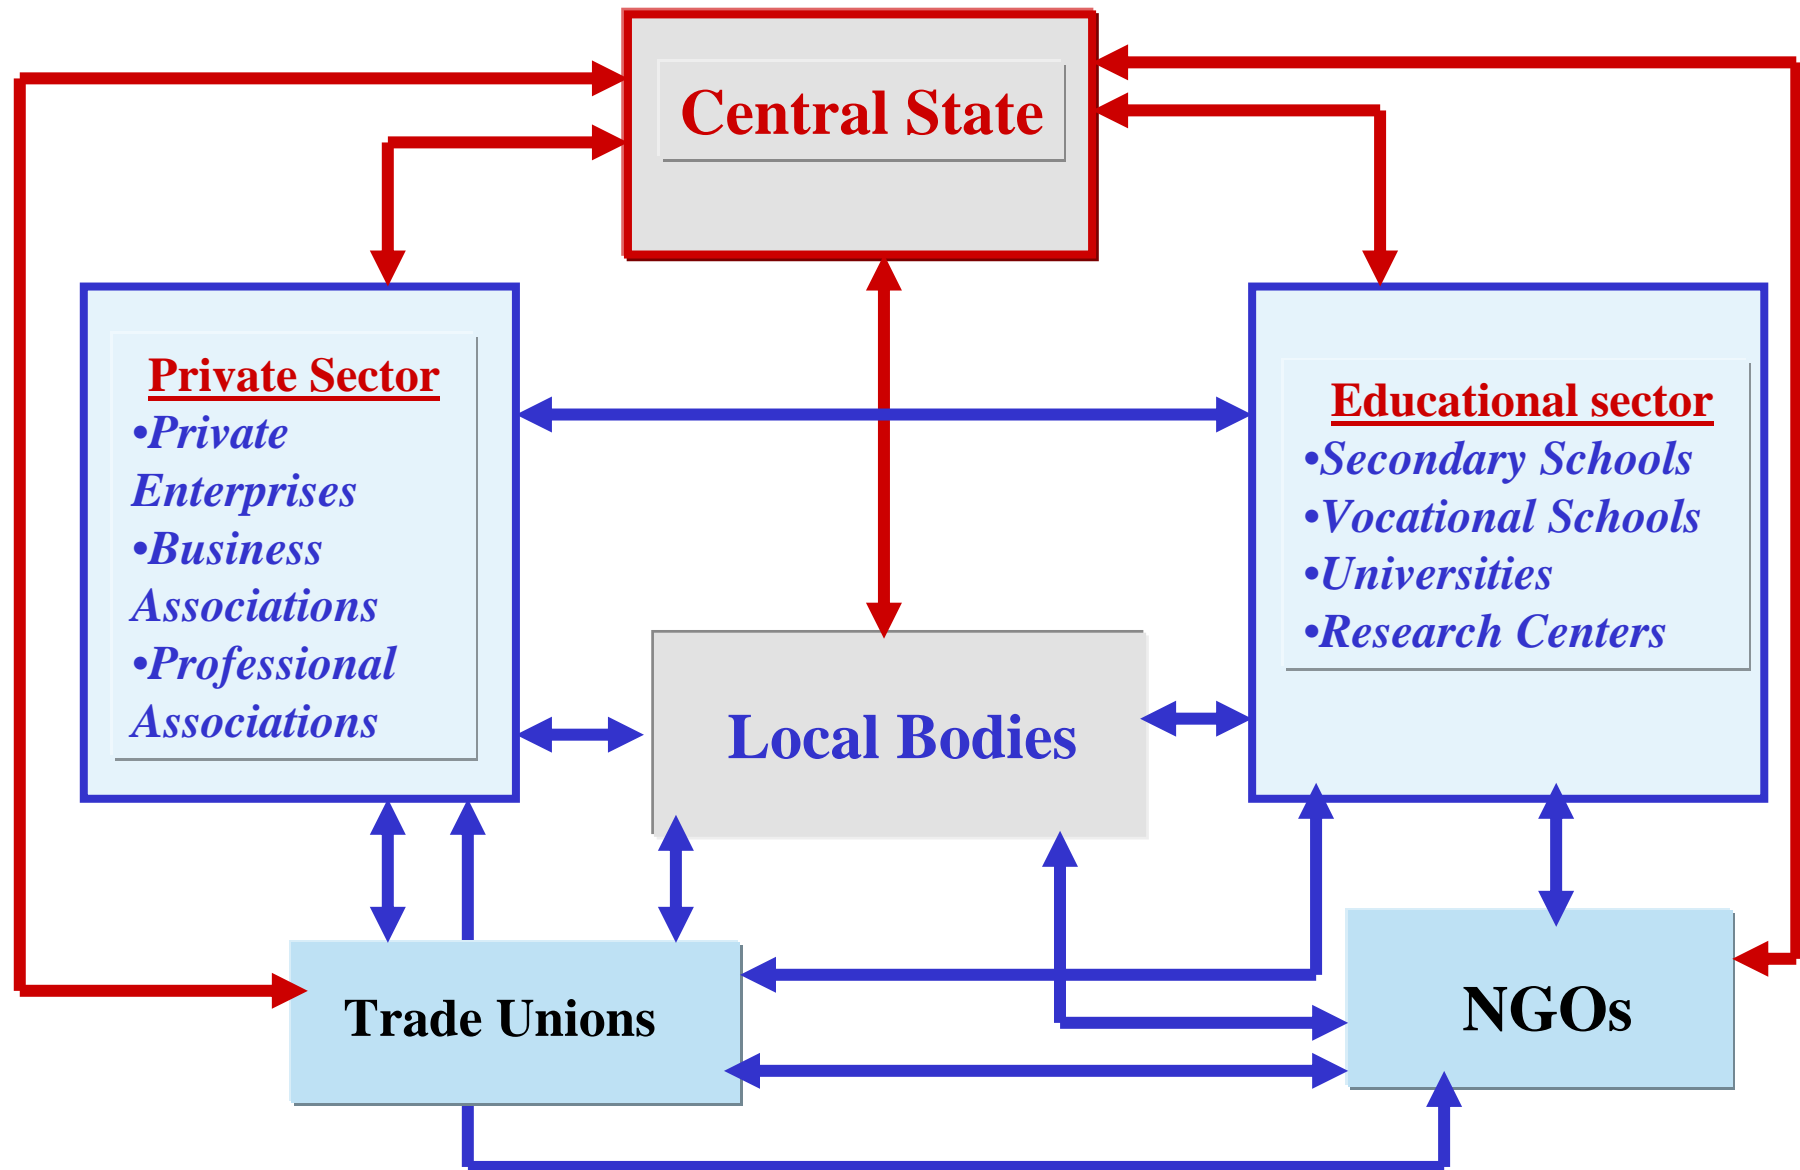 Central State
Private Sector
•Private
Enterprises
•Business
Associations
•Professional
Associations
Educational sector
•Secondary Schools
•Vocational Schools
•Universities
•Research Centers
Local Bodies
Trade Unions
NGOs